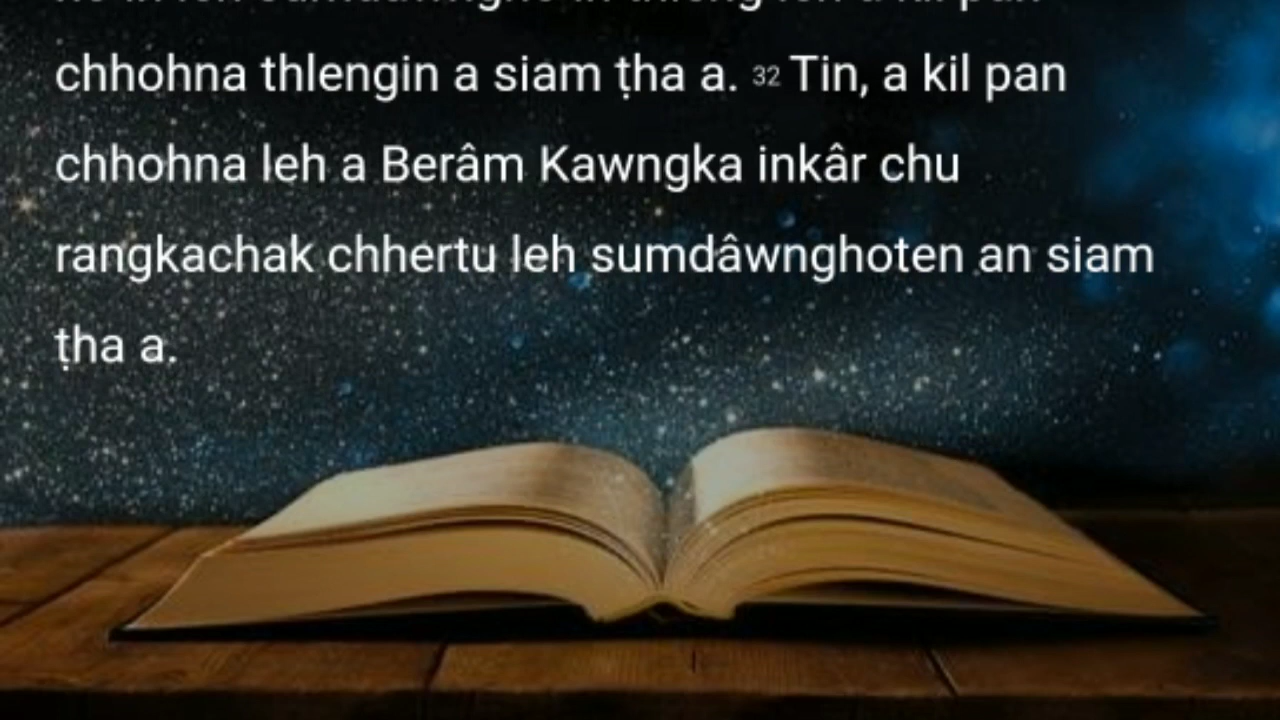 chhohna thlengin a siam ṭha a. 32 Tin, a kil pan
chhohna leh a Berâm Kawngka inkâr chu
rangkachak chhertu leh sumdâwnghoten an siam
ṭha a.